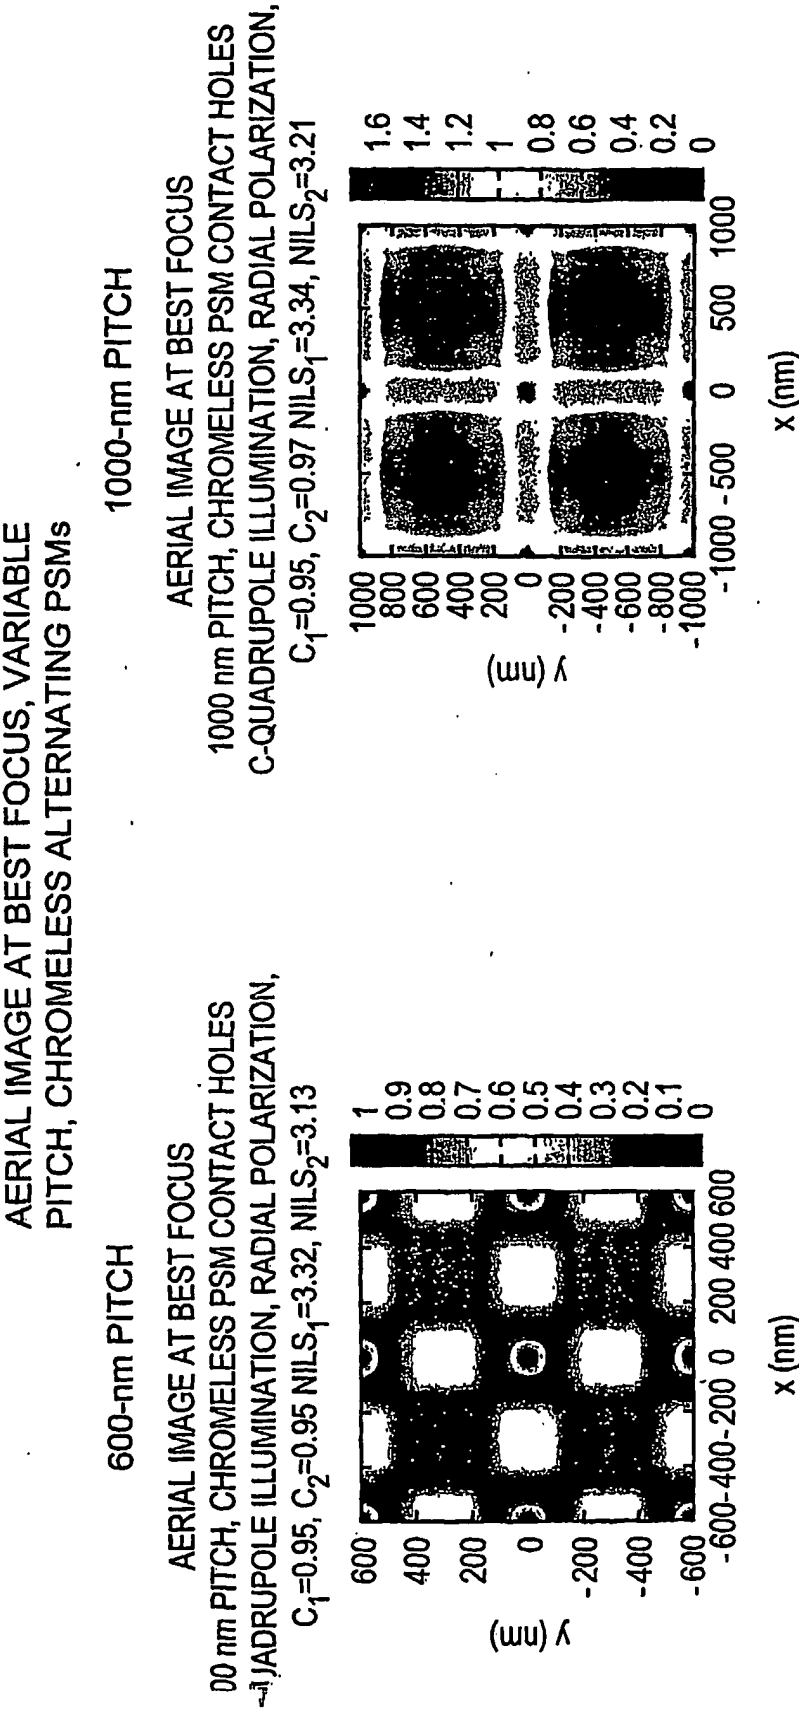 AERIAL IMAGE AT BEST FOCUS, VARIABLE
PITCH, CHROMELESS ALTERNATING PSMs
600-nm PITCH
AERIAL IMAGE AT BEST FOCUS
00 nm PITCH, CHROMELESS PSM CONTACT HOLES
JADRUPOLE ILLUMINATION, RADIAL POLARIZATION,
C1=0.95, C2=0.95 NILS1=3.32, NILS2=3.13
600
400
200
0
-200
-400
-600
y (nm)
-600-400-200 0 200 400 600
x (nm)
1
0.9
0.8
0.7
0.6
0.5
0.4
0.3
0.2
0.1
0
1000-nm PITCH
AERIAL IMAGE AT BEST FOCUS
1000 nm PITCH, CHROMELESS PSM CONTACT HOLES
C-QUADRUPOLE ILLUMINATION, RADIAL POLARIZATION,
C1=0.95, C2=0.97 NILS1=3.34, NILS2=3.21
1000
800
600
400
200
0
-200
-400
-600
-800
-1000
y (nm)
-1000 -500 0 500 1000
x (nm)
1.6
1.4
1.2
1
0.8
0.6
0.4
0.2
0